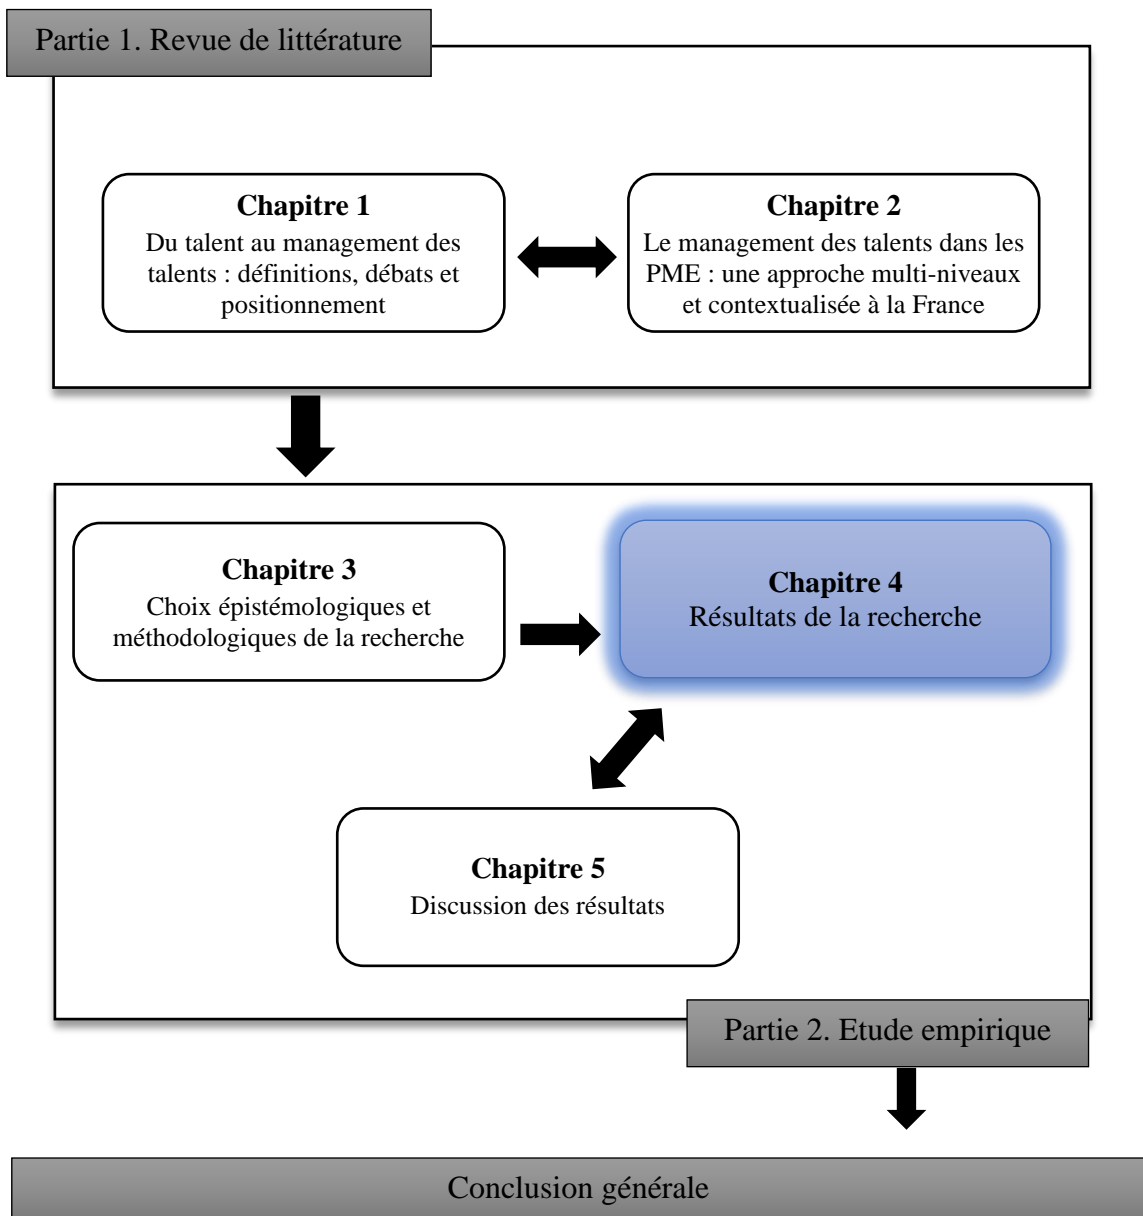 Partie 1. Revue de littérature
Chapitre 1
Du talent au management des
talents : définitions, débats et
positionnement
Chapitre 2
Le management des talents dans les
PME : une approche multi-niveaux
et contextualisée à la France
Chapitre 3
Choix épistémologiques et
méthodologiques de la recherche
Chapitre 4
Résultats de la recherche
Chapitre 5
Discussion des résultats
Partie 2. Etude empirique
Conclusion générale